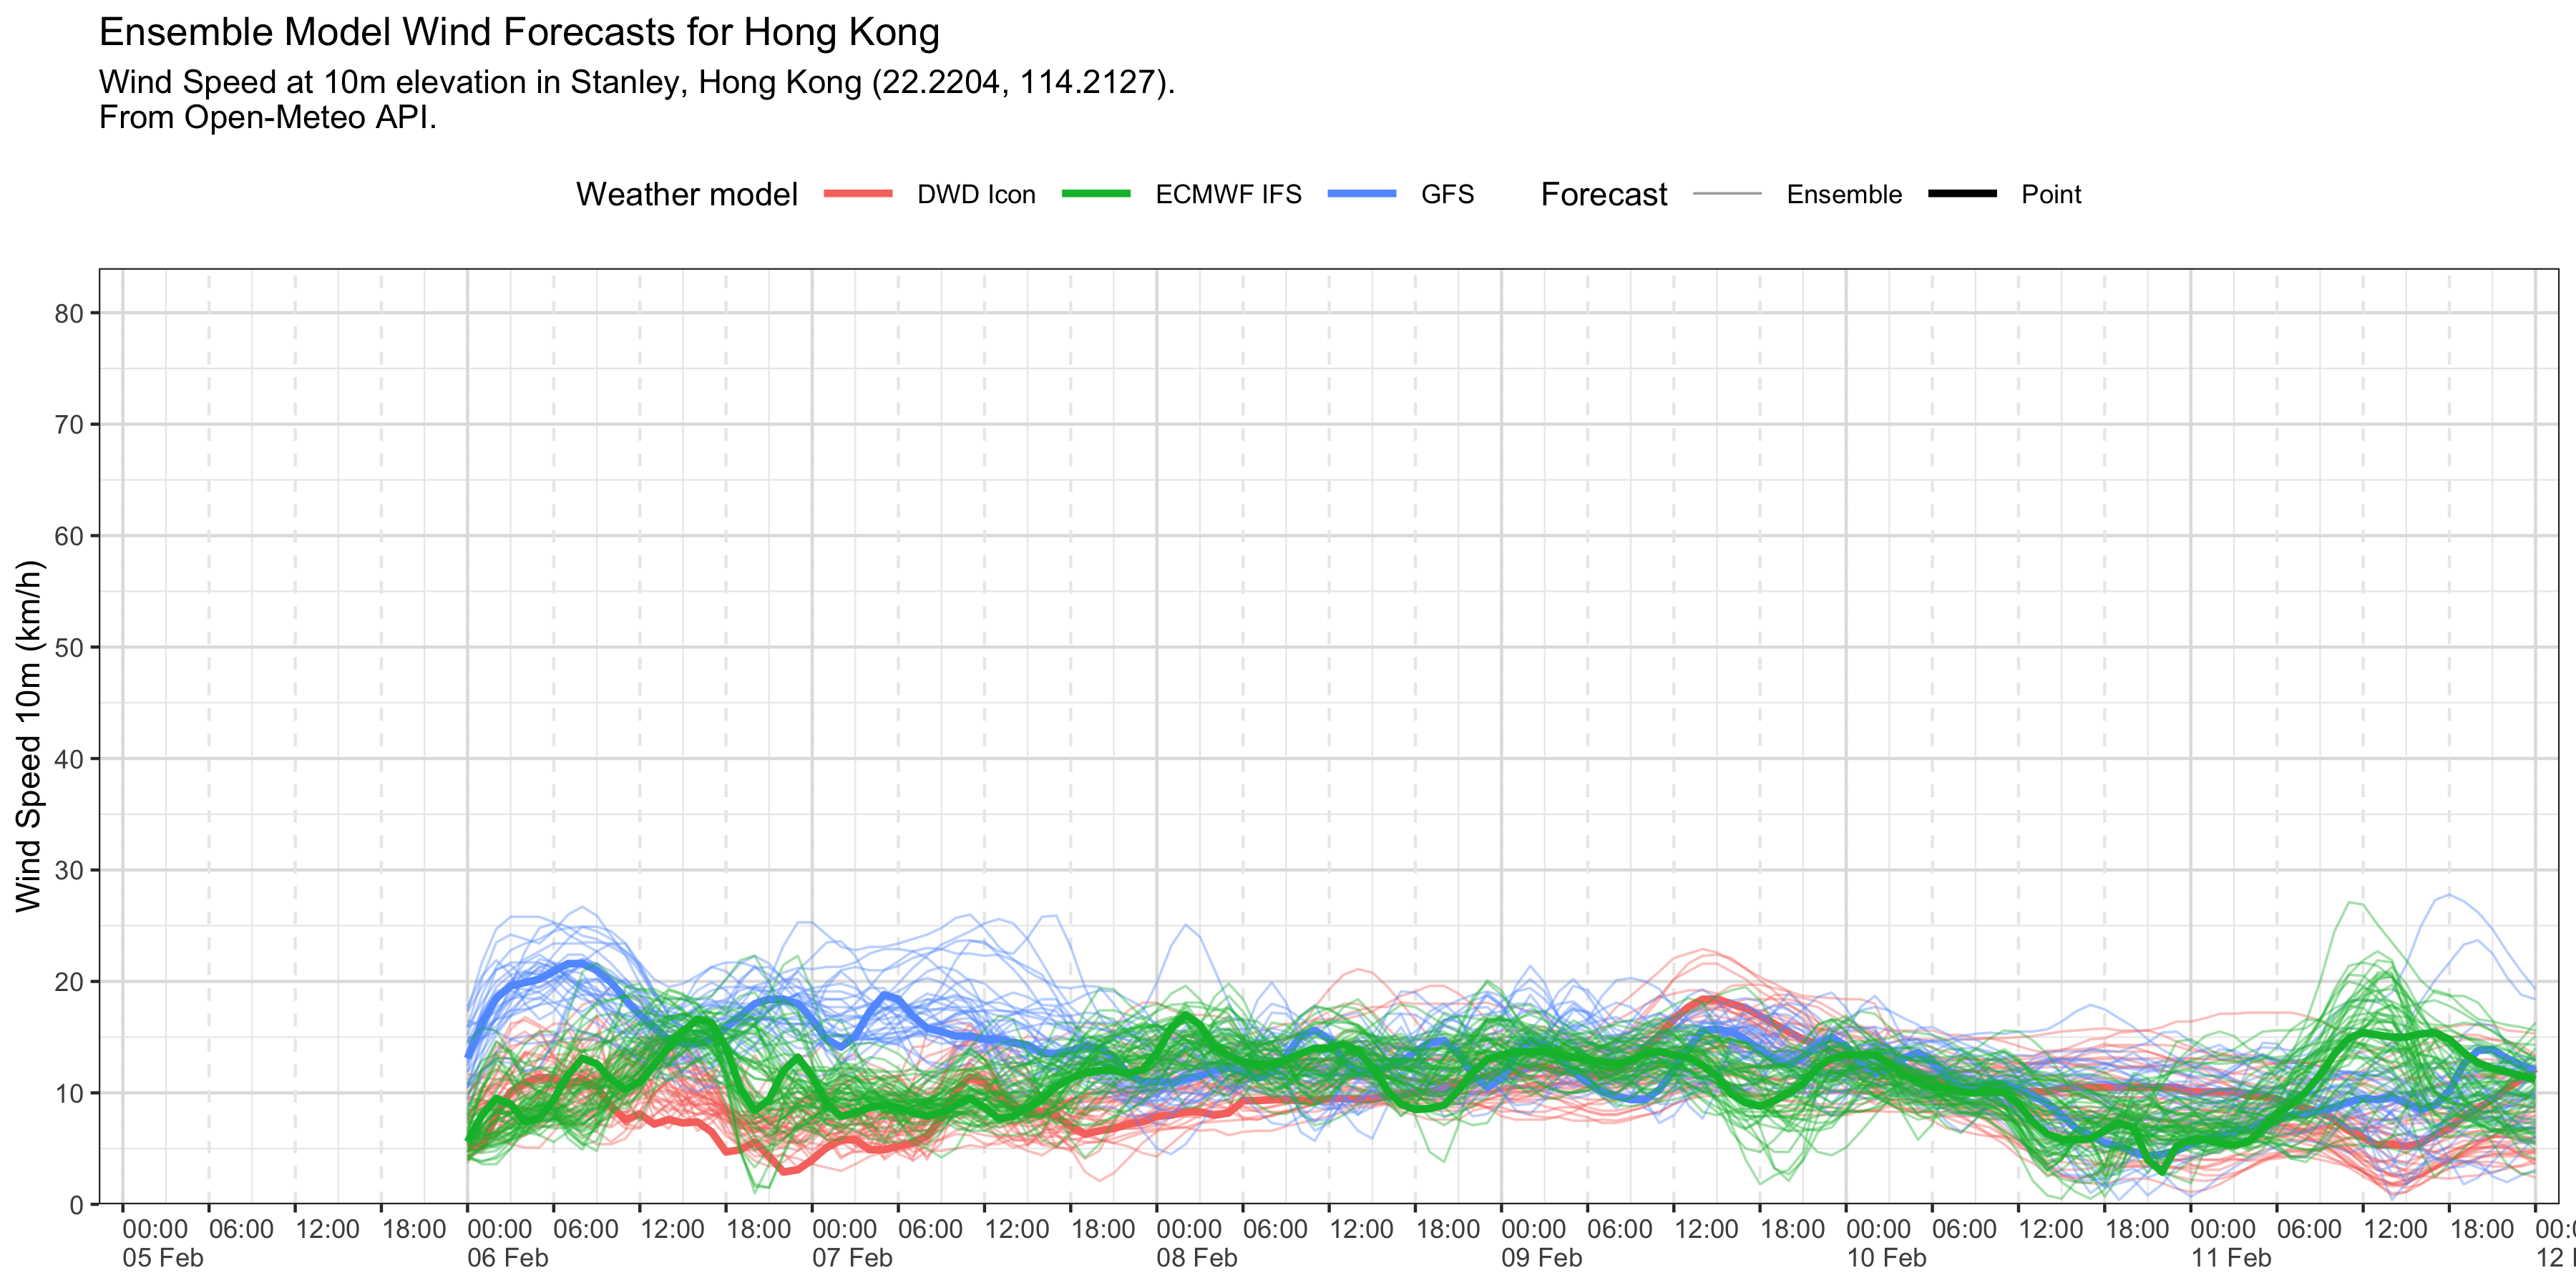 Ensemble Model Wind Forecasts for Hong Kong
Wind Speed at 10m elevation in Stanley, Hong Kong (22.2204, 114.2127).
From Open-Meteo API.
Weather model DWD Icon ECMWF IFS GFS Forecast Ensemble Point
Wind Speed 10m (km/h)
80
70
60
50
40
30
20
10
0
00:00 06:00 12:00 18:00 00:00 06:00 12:00 18:00 00:00 06:00 12:00 18:00 00:00 06:00 12:00 18:00 00:00 06:00 12:00 18:00 00:00 06:00 12:00 18:00 00:00 06:00 12:00 18:00
05 Feb 06 Feb 07 Feb 08 Feb 09 Feb 10 Feb 11 Feb 12